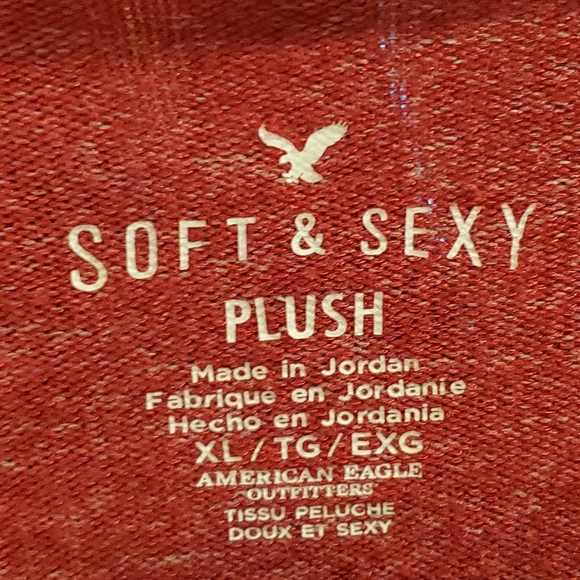 SOFT & SEXY
PLUSH
Made in Jordan
Fabriqué en Jordanie
Hecho en Jordania
XL / TG / EXG
AMERICAN EAGLE
OUTFITTERS
TISSU PELUCHE
DOUX ET SEXY